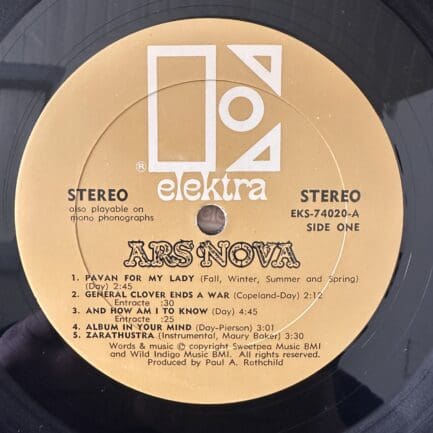 ® elektra
STEREO
also playable on
mono phonographs
STEREO
EKS-74020-A
SIDE ONE
ARS NOVA
1. PAVAN FOR MY LADY (Fall, Winter, Summer and Spring)
(Day) 2:45
2. GENERAL CLOVER ENDS A WAR (Copeland-Day) 2:12
Entracte :30
3. AND HOW AM I TO KNOW (Day) 4:45
Entracte :25
4. ALBUM IN YOUR MIND (Day-Pierson) 3:01
5. ZARATHUSTRA (Instrumental, Maury Baker) 3:30
Words & music © copyright Sweetpea Music BMI
and Wild Indigo Music BMI. All rights reserved.
Produced by Paul A. Rothchild